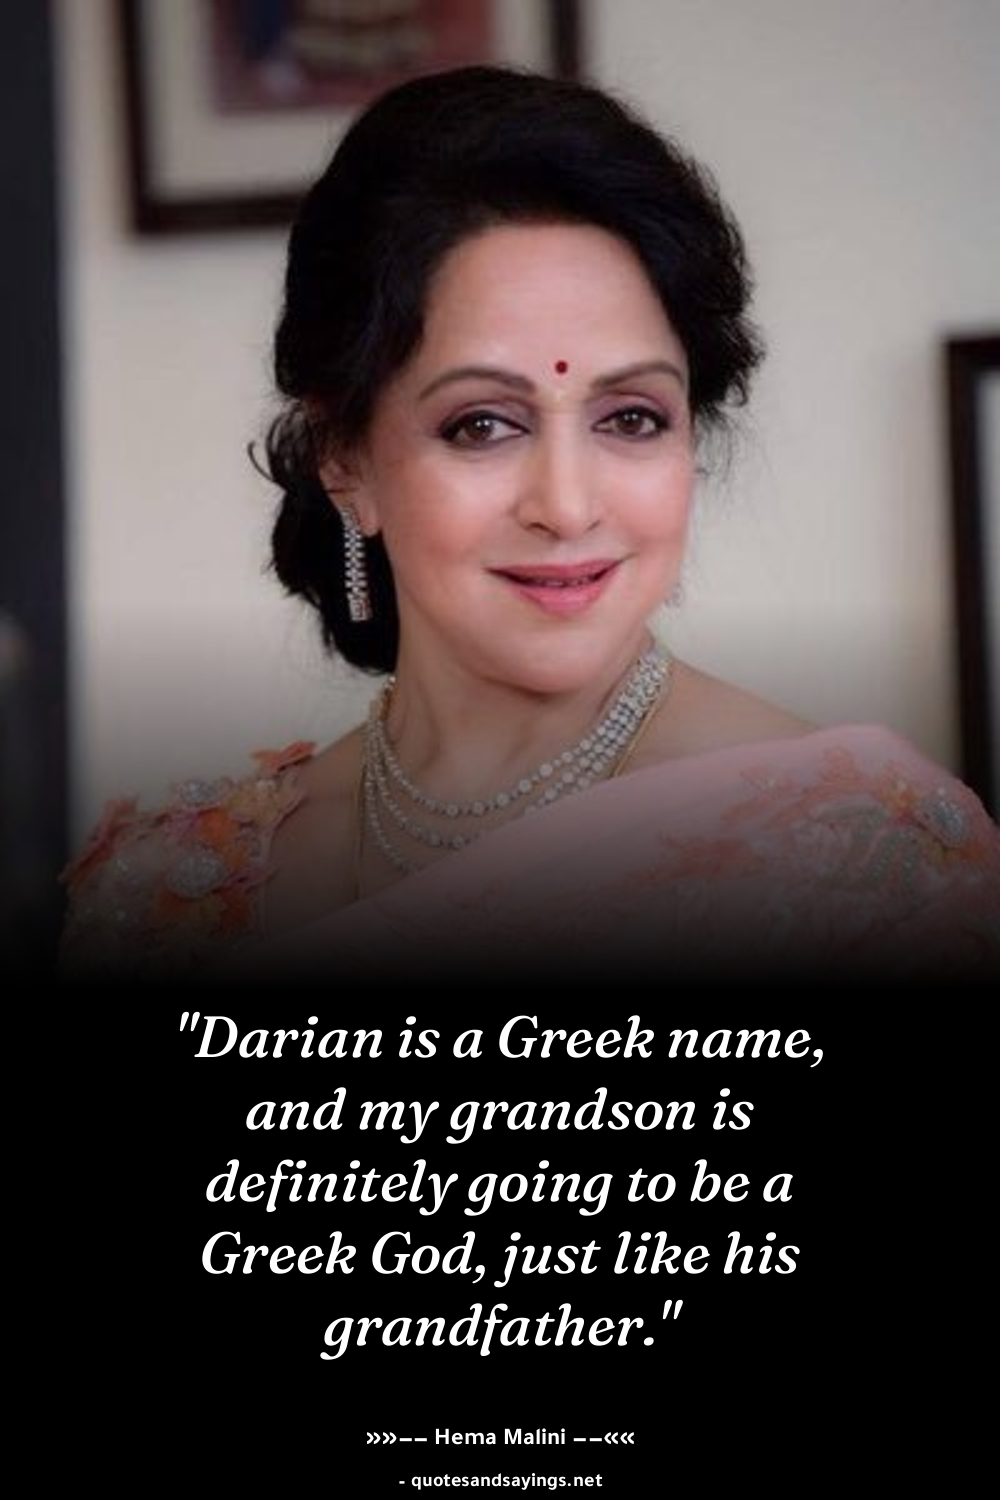 "Darian is a Greek name,
and my grandson is
definitely going to be a
Greek God, just like his
grandfather."
»»–– Hema Malini ––««
- quotesandsayings.net